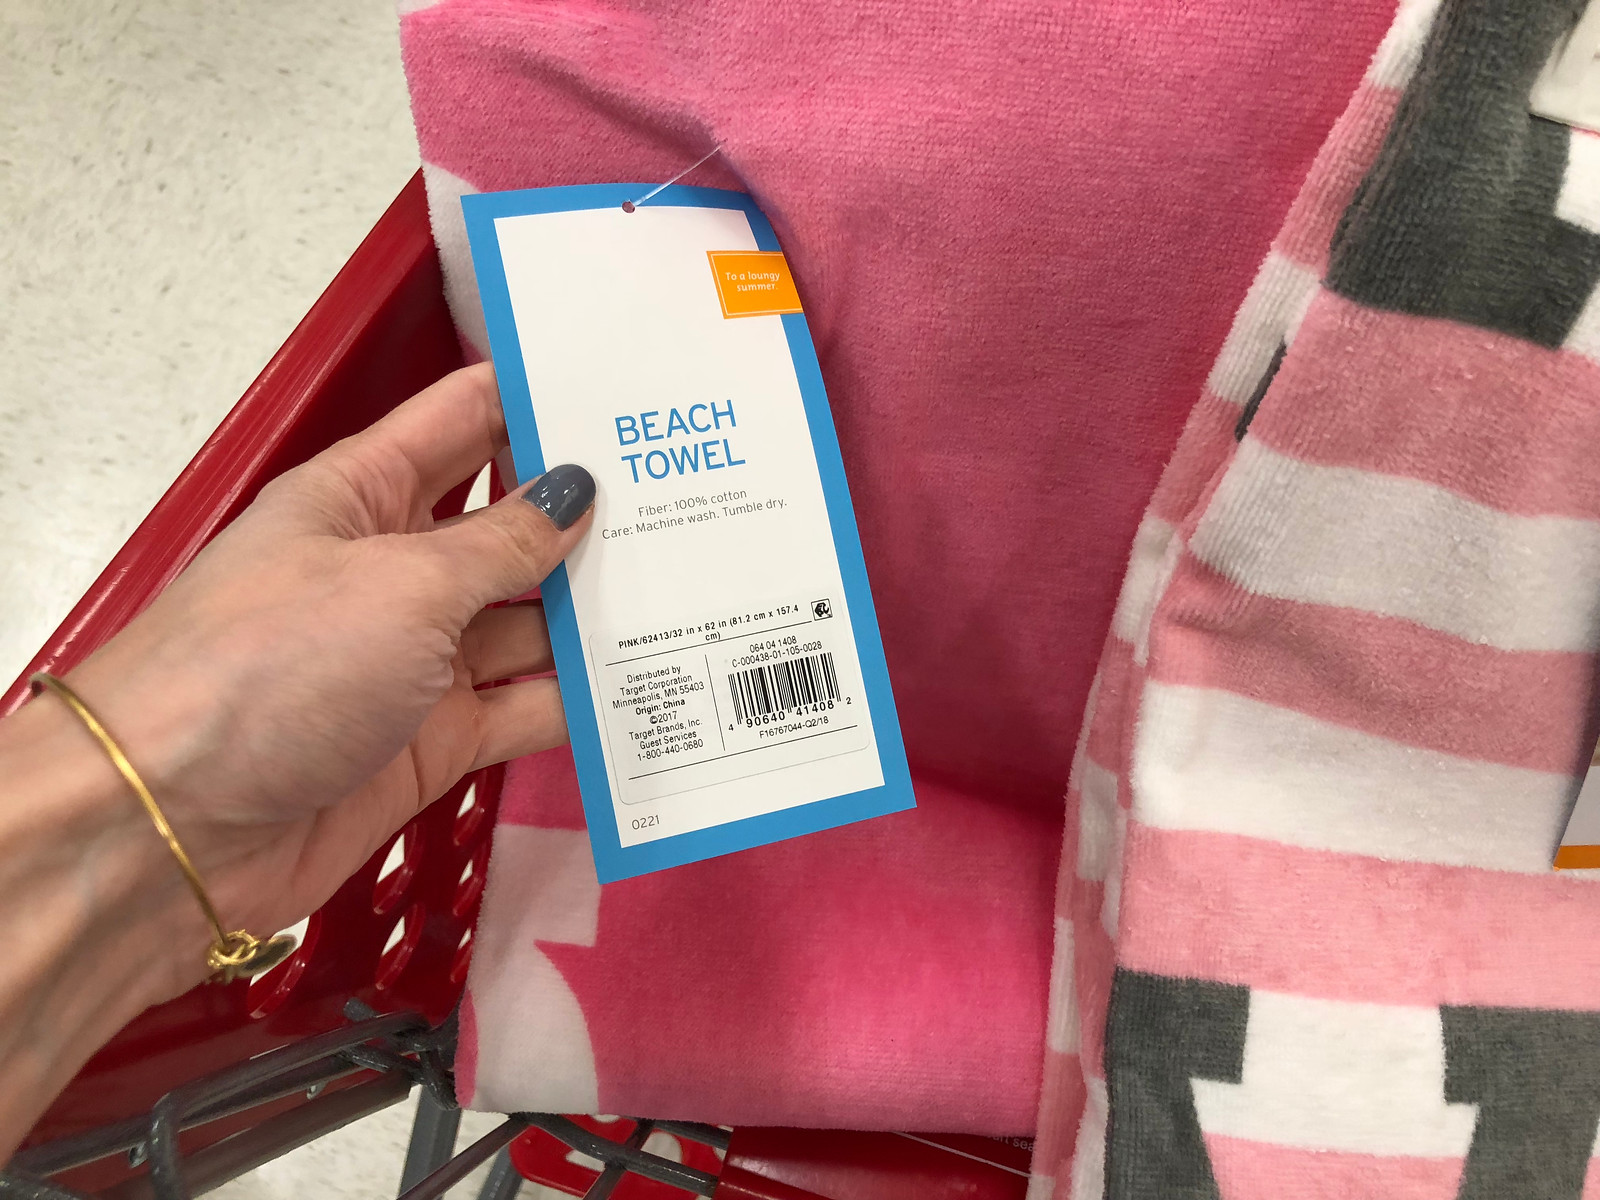 To a loungy
summer.
BEACH
TOWEL
Fiber: 100% cotton
Care: Machine wash. Tumble dry.
PINK/62413/32 in x 62 in (81.2 cm x 157.4
cm)
Distributed by
Target Corporation
Minneapolis, MN 55403
Origin: China
©2017
Target Brands, Inc.
Guest Services
1-800-440-0680
064 04 1408
C-000438-01-105-0028
4 90640 41408 2
F16767044-Q2/18
0221